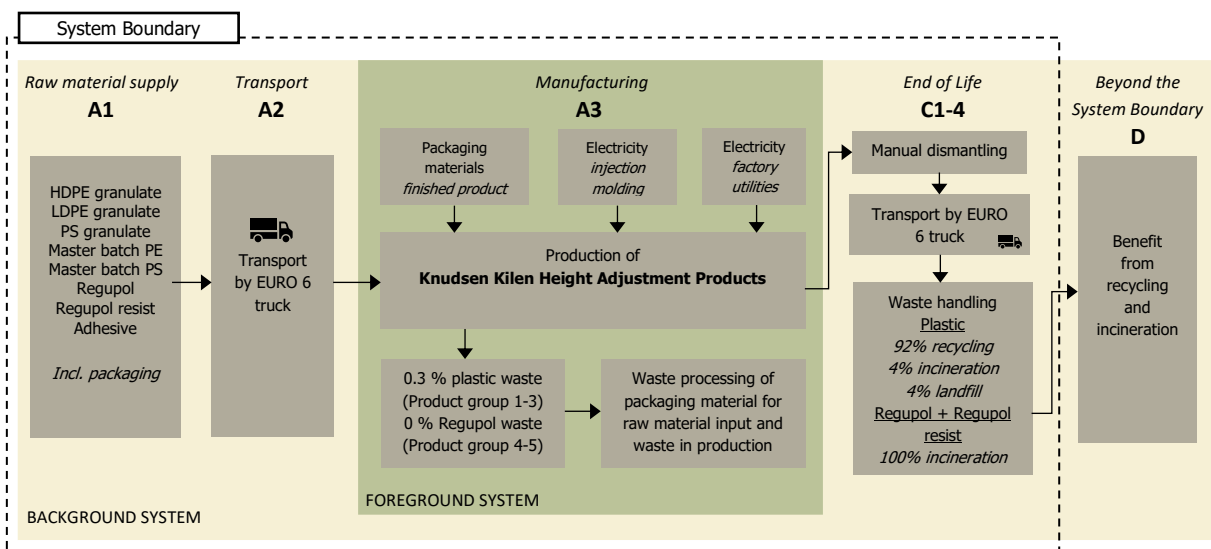 System Boundary
Raw material supply
A1
HDPE granulate
LDPE granulate
PS granulate
Master batch PE
Master batch PS
Regupol
Regupol resist
Adhesive
Incl. packaging
Transport
A2
Transport
by EURO 6
truck
Manufacturing
A3
Packaging
materials
finished product
Electricity
injection
molding
Electricity
factory
utilities
Production of
Knudsen Kilen Height Adjustment Products
0.3 % plastic waste
(Product group 1-3)
0 % Regupol waste
(Product group 4-5)
Waste processing of
packaging material for
raw material input and
waste in production
FOREGROUND SYSTEM
End of Life
C1-4
Manual dismantling
Transport by EURO
6 truck
Waste handling
Plastic
92% recycling
4% incineration
4% landfill
Regupol + Regupol
resist
100% incineration
Beyond the
System Boundary
D
Benefit
from
recycling
and
incineration
BACKGROUND SYSTEM